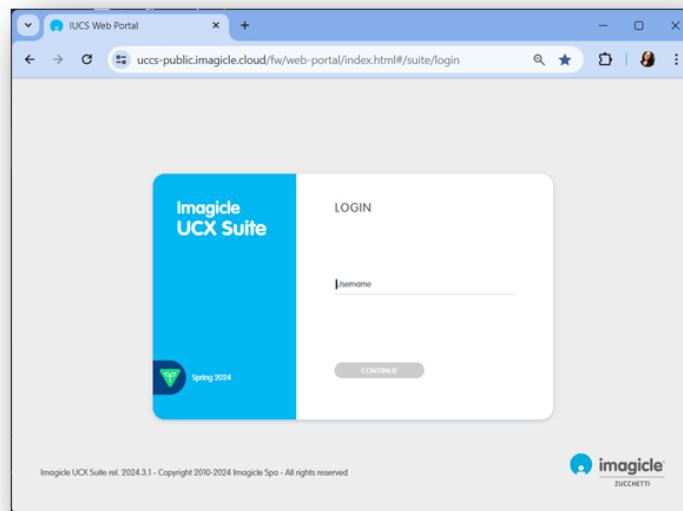 IUCS Web Portal
uccs-public.imagicle.cloud/fw/web-portal/index.html#/suite/login
Imagicle
UCX Suite
LOGIN
Username
Spring 2024
CONTINUE
Imagicle UCX Suite rel. 2024.3.1 - Copyright 2010-2024 Imagicle Spa - All rights reserved
imagicle
ZUCCHETTI